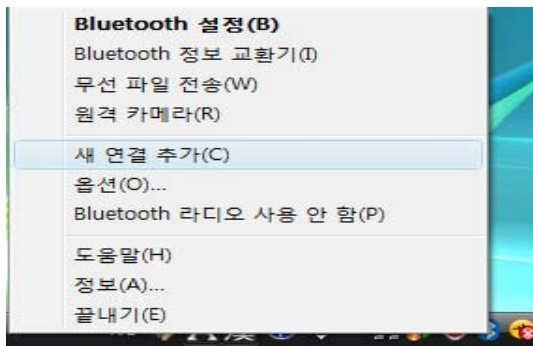 Bluetooth 설정(B)
Bluetooth 정보 교환기(I)
무선 파일 전송(W)
원격 카메라(R)
새 연결 추가(C)
옵션(O)...
Bluetooth 라디오 사용 안 함(P)
도움말(H)
정보(A)...
끝내기(E)